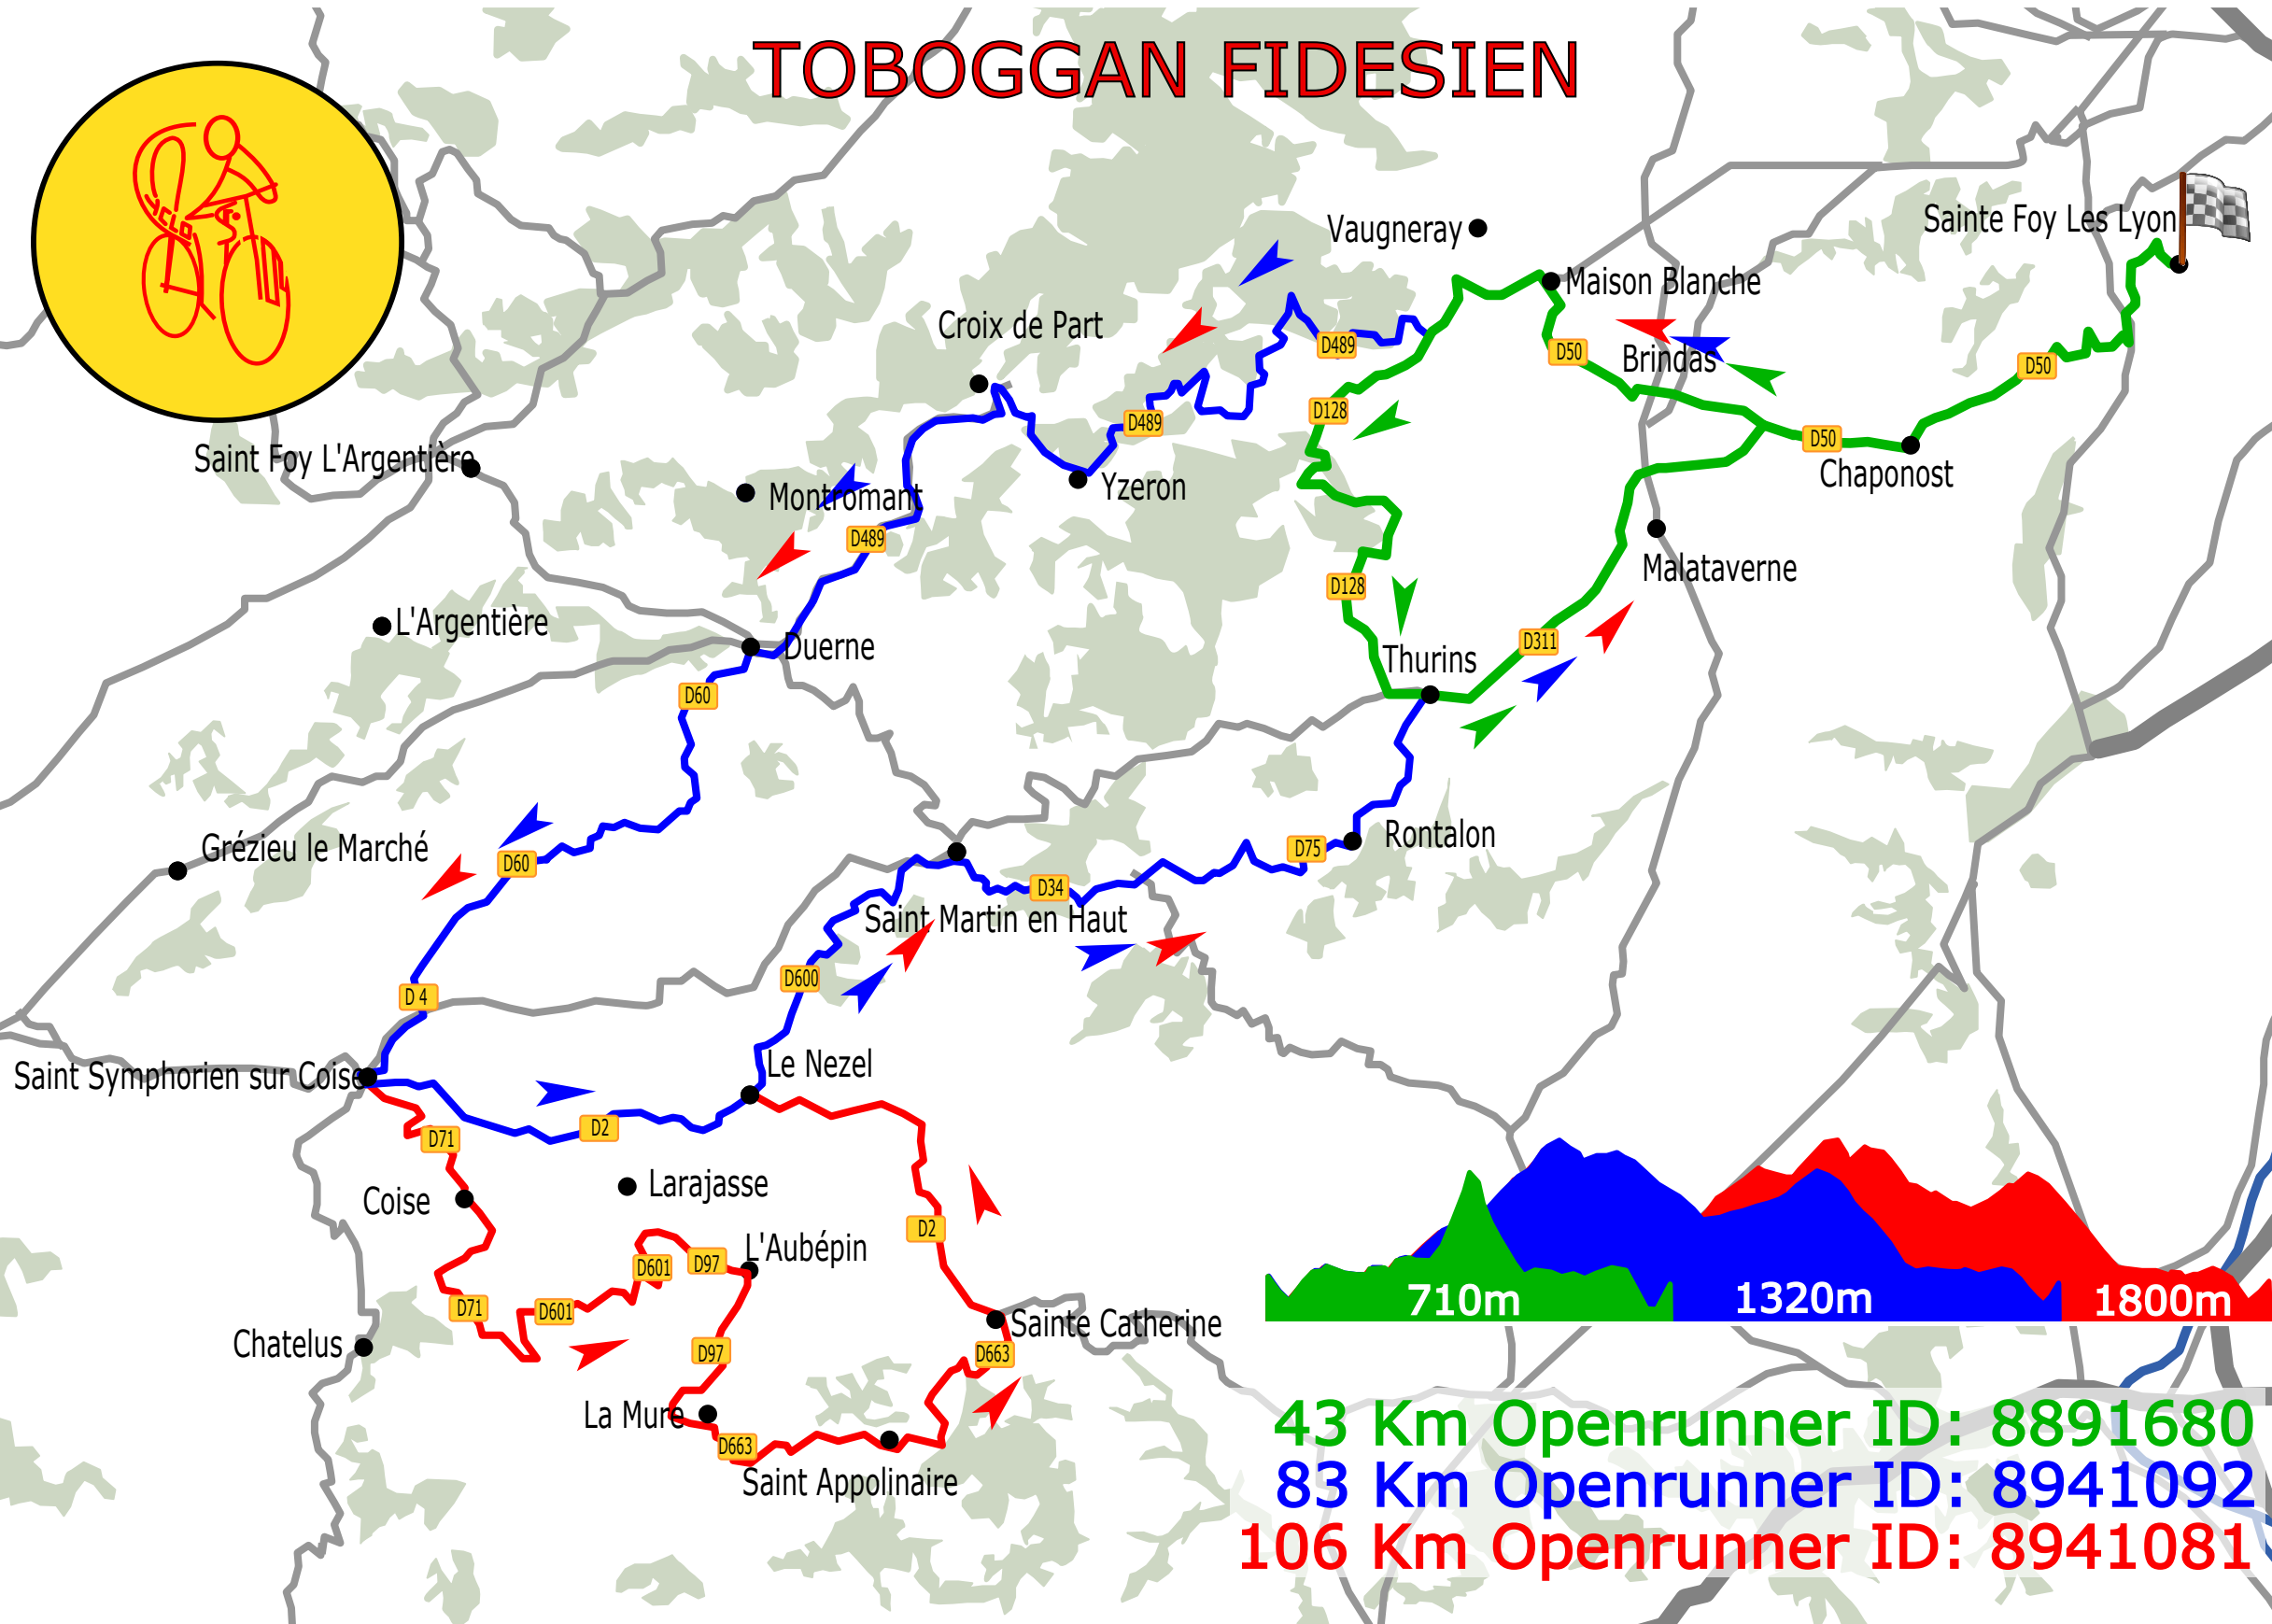 TOBOGGAN FIDESIEN
CYCLO
Sainte Foy Les Lyon
Vaugneray
Maison Blanche
Croix de Part
D489
D50
Brindas
D50
D128
D489
D50
Saint Foy L'Argentière
Montromant
Yzeron
Chaponost
D489
Malataverne
D128
L'Argentière
Duerne
Thurins
D311
D60
Grézieu le Marché
D60
Rontalon
D75
D34
Saint Martin en Haut
D600
D 4
Saint Symphorien sur Coise
Le Nezel
D2
D71
Larajasse
Coise
D2
L'Aubépin
D601
D97
D71
D601
Chatelus
Sainte Catherine
D97
D663
La Mure
D663
Saint Appolinaire
710m
1320m
1800m
43 Km Openrunner ID: 8891680
83 Km Openrunner ID: 8941092
106 Km Openrunner ID: 8941081